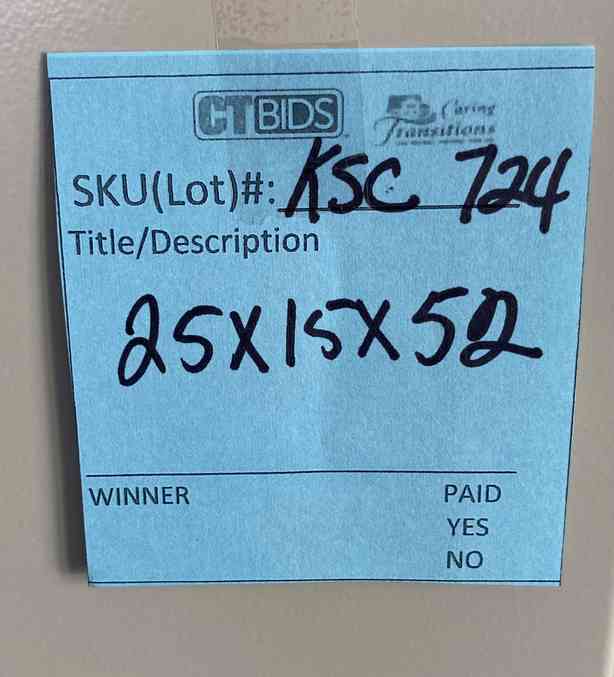 CTBIDS
Caring
Transitions
SKU(Lot)#: KSC 724
Title/Description
25X15X52
WINNER PAID
YES
NO